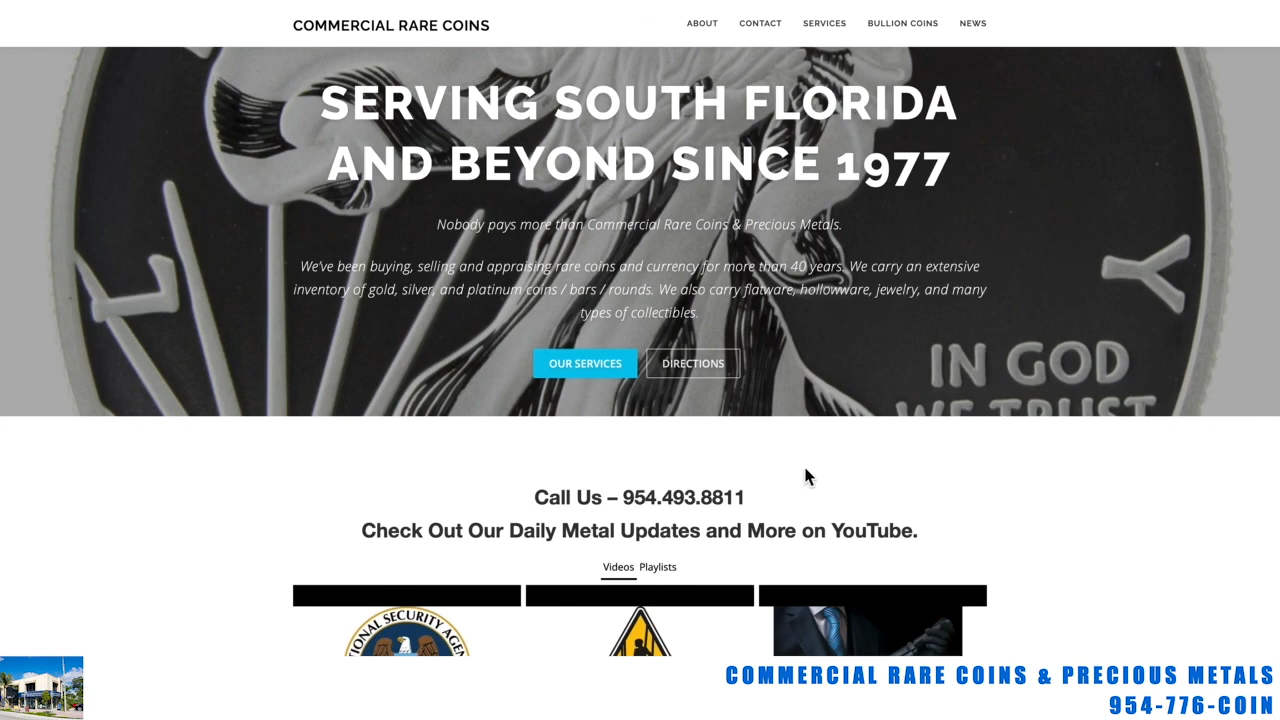 COMMERCIAL RARE COINS
ABOUT CONTACT SERVICES BULLION COINS NEWS
SERVING SOUTH FLORIDA
AND BEYOND SINCE 1977
Nobody pays more than Commercial Rare Coins & Precious Metals.
We've been buying, selling and appraising rare coins and currency for more than 40 years. We carry an extensive
inventory of gold, silver, and platinum coins / bars / rounds. We also carry flatware, hollowware, jewelry, and many
types of collectibles.
OUR SERVICES DIRECTIONS
L
Y
IN GOD
WE TRUST
Call Us – 954.493.8811
Check Out Our Daily Metal Updates and More on YouTube.
Videos Playlists
SECURITY
COMMERCIAL RARE COINS & PRECIOUS METALS
954-776-COIN